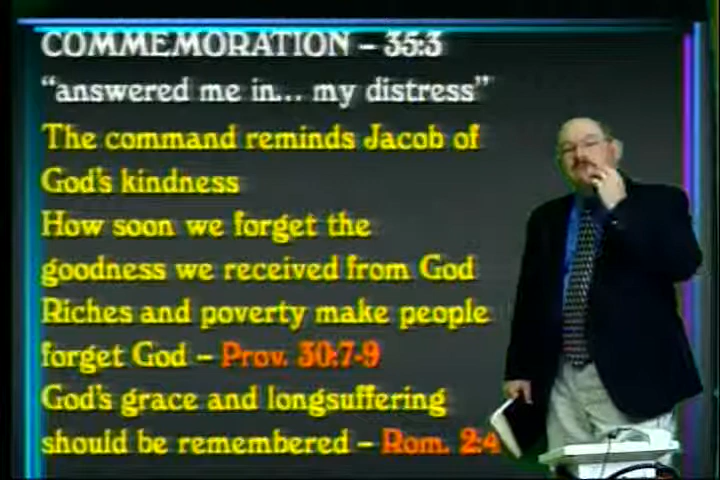 COMMEMORATION – 35:3
“answered me in... my distress”
The command reminds Jacob of
God's kindness
How soon we forget the
goodness we received from God
Riches and poverty make people
forget God – Prov. 30:7-9
God's grace and longsuffering
should be remembered – Rom. 2:4